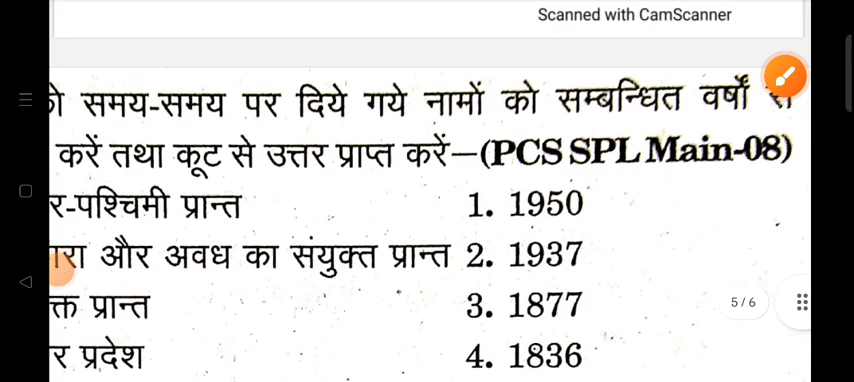 Scanned with CamScanner
समय-समय पर दिये गये नामों को सम्बन्धित वर्षों
करें तथा कूट से उत्तर प्राप्त करें—(PCS SPL Main-08)
र-पश्चिमी प्रान्त 1. 1950
गरा और अवध का संयुक्त प्रान्त 2. 1937
क्त प्रान्त 3. 1877
र प्रदेश 4. 1836
5/6